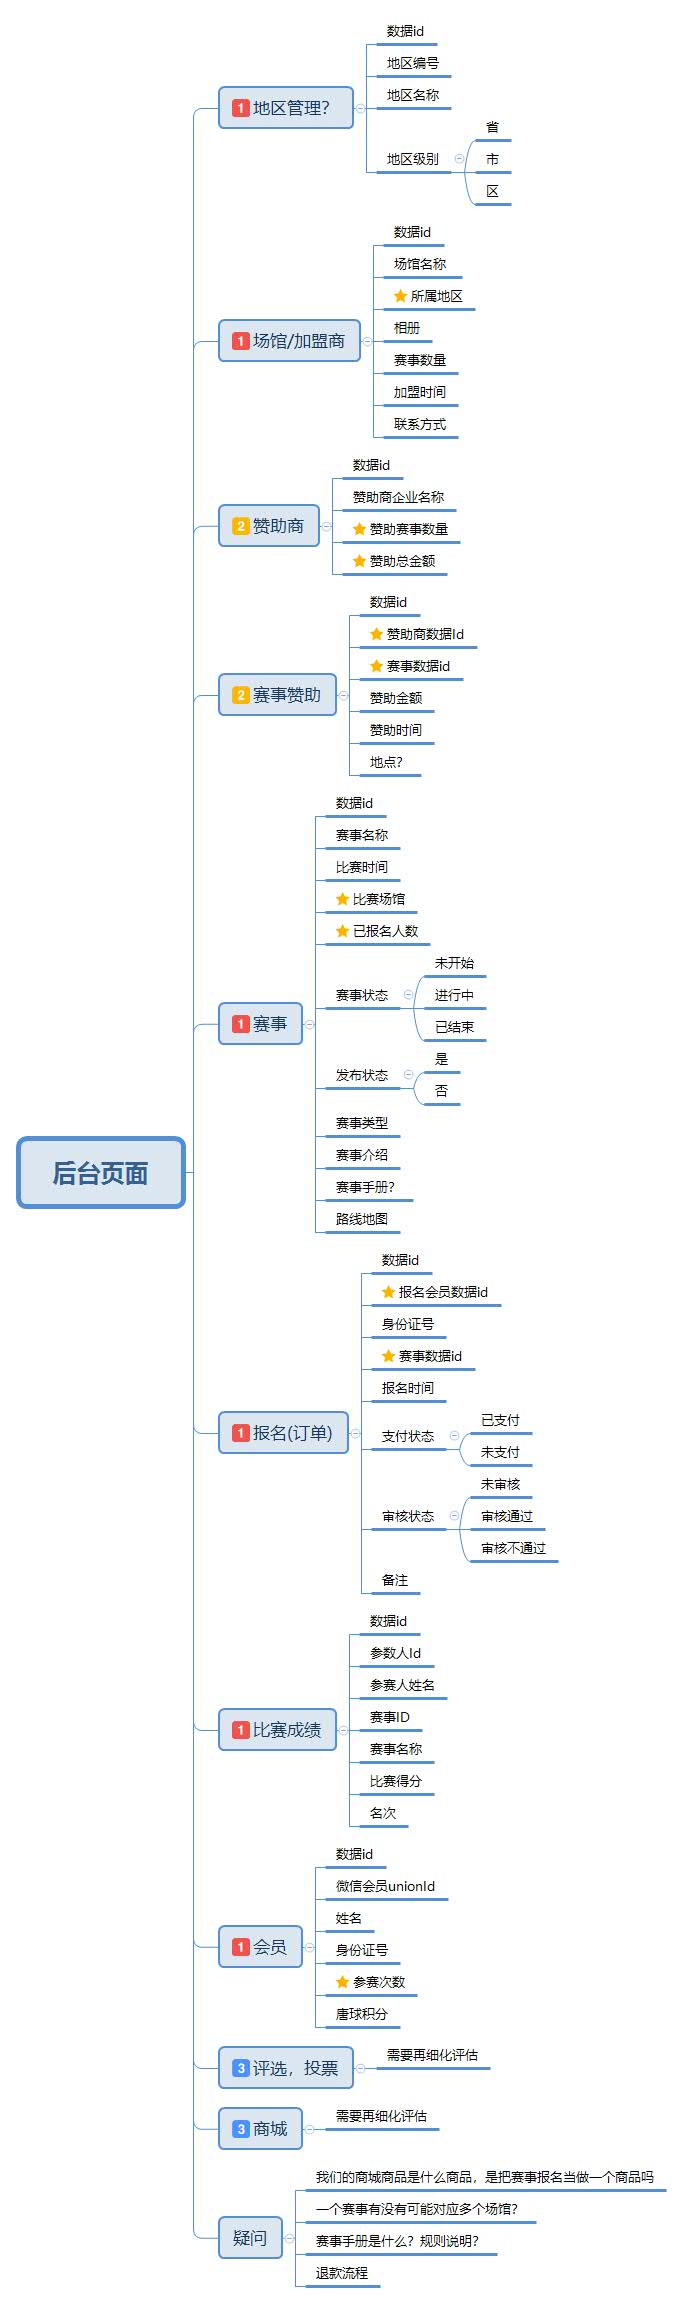 后台页面
1 地区管理?
数据id
地区编号
地区名称
地区级别
省
市
区
1 场馆/加盟商
数据id
场馆名称
所属地区
相册
赛事数量
加盟时间
联系方式
2 赞助商
数据id
赞助商企业名称
赞助赛事数量
赞助总金额
2 赛事赞助
数据id
赞助商数据Id
赛事数据id
赞助金额
赞助时间
地点?
1 赛事
数据id
赛事名称
比赛时间
比赛场馆
已报名人数
赛事状态
未开始
进行中
已结束
发布状态
是
否
赛事类型
赛事介绍
赛事手册?
路线地图
1 报名(订单)
数据id
报名会员数据id
身份证号
赛事数据id
报名时间
支付状态
已支付
未支付
审核状态
未审核
审核通过
审核不通过
备注
1 比赛成绩
数据id
参数人Id
参赛人姓名
赛事ID
赛事名称
比赛得分
名次
1 会员
数据id
微信会员unionId
姓名
身份证号
参赛次数
唐球积分
3 评选，投票
需要再细化评估
3 商城
需要再细化评估
疑问
我们的商城商品是什么商品，是把赛事报名当做一个商品吗
一个赛事有没有可能对应多个场馆?
赛事手册是什么? 规则说明?
退款流程